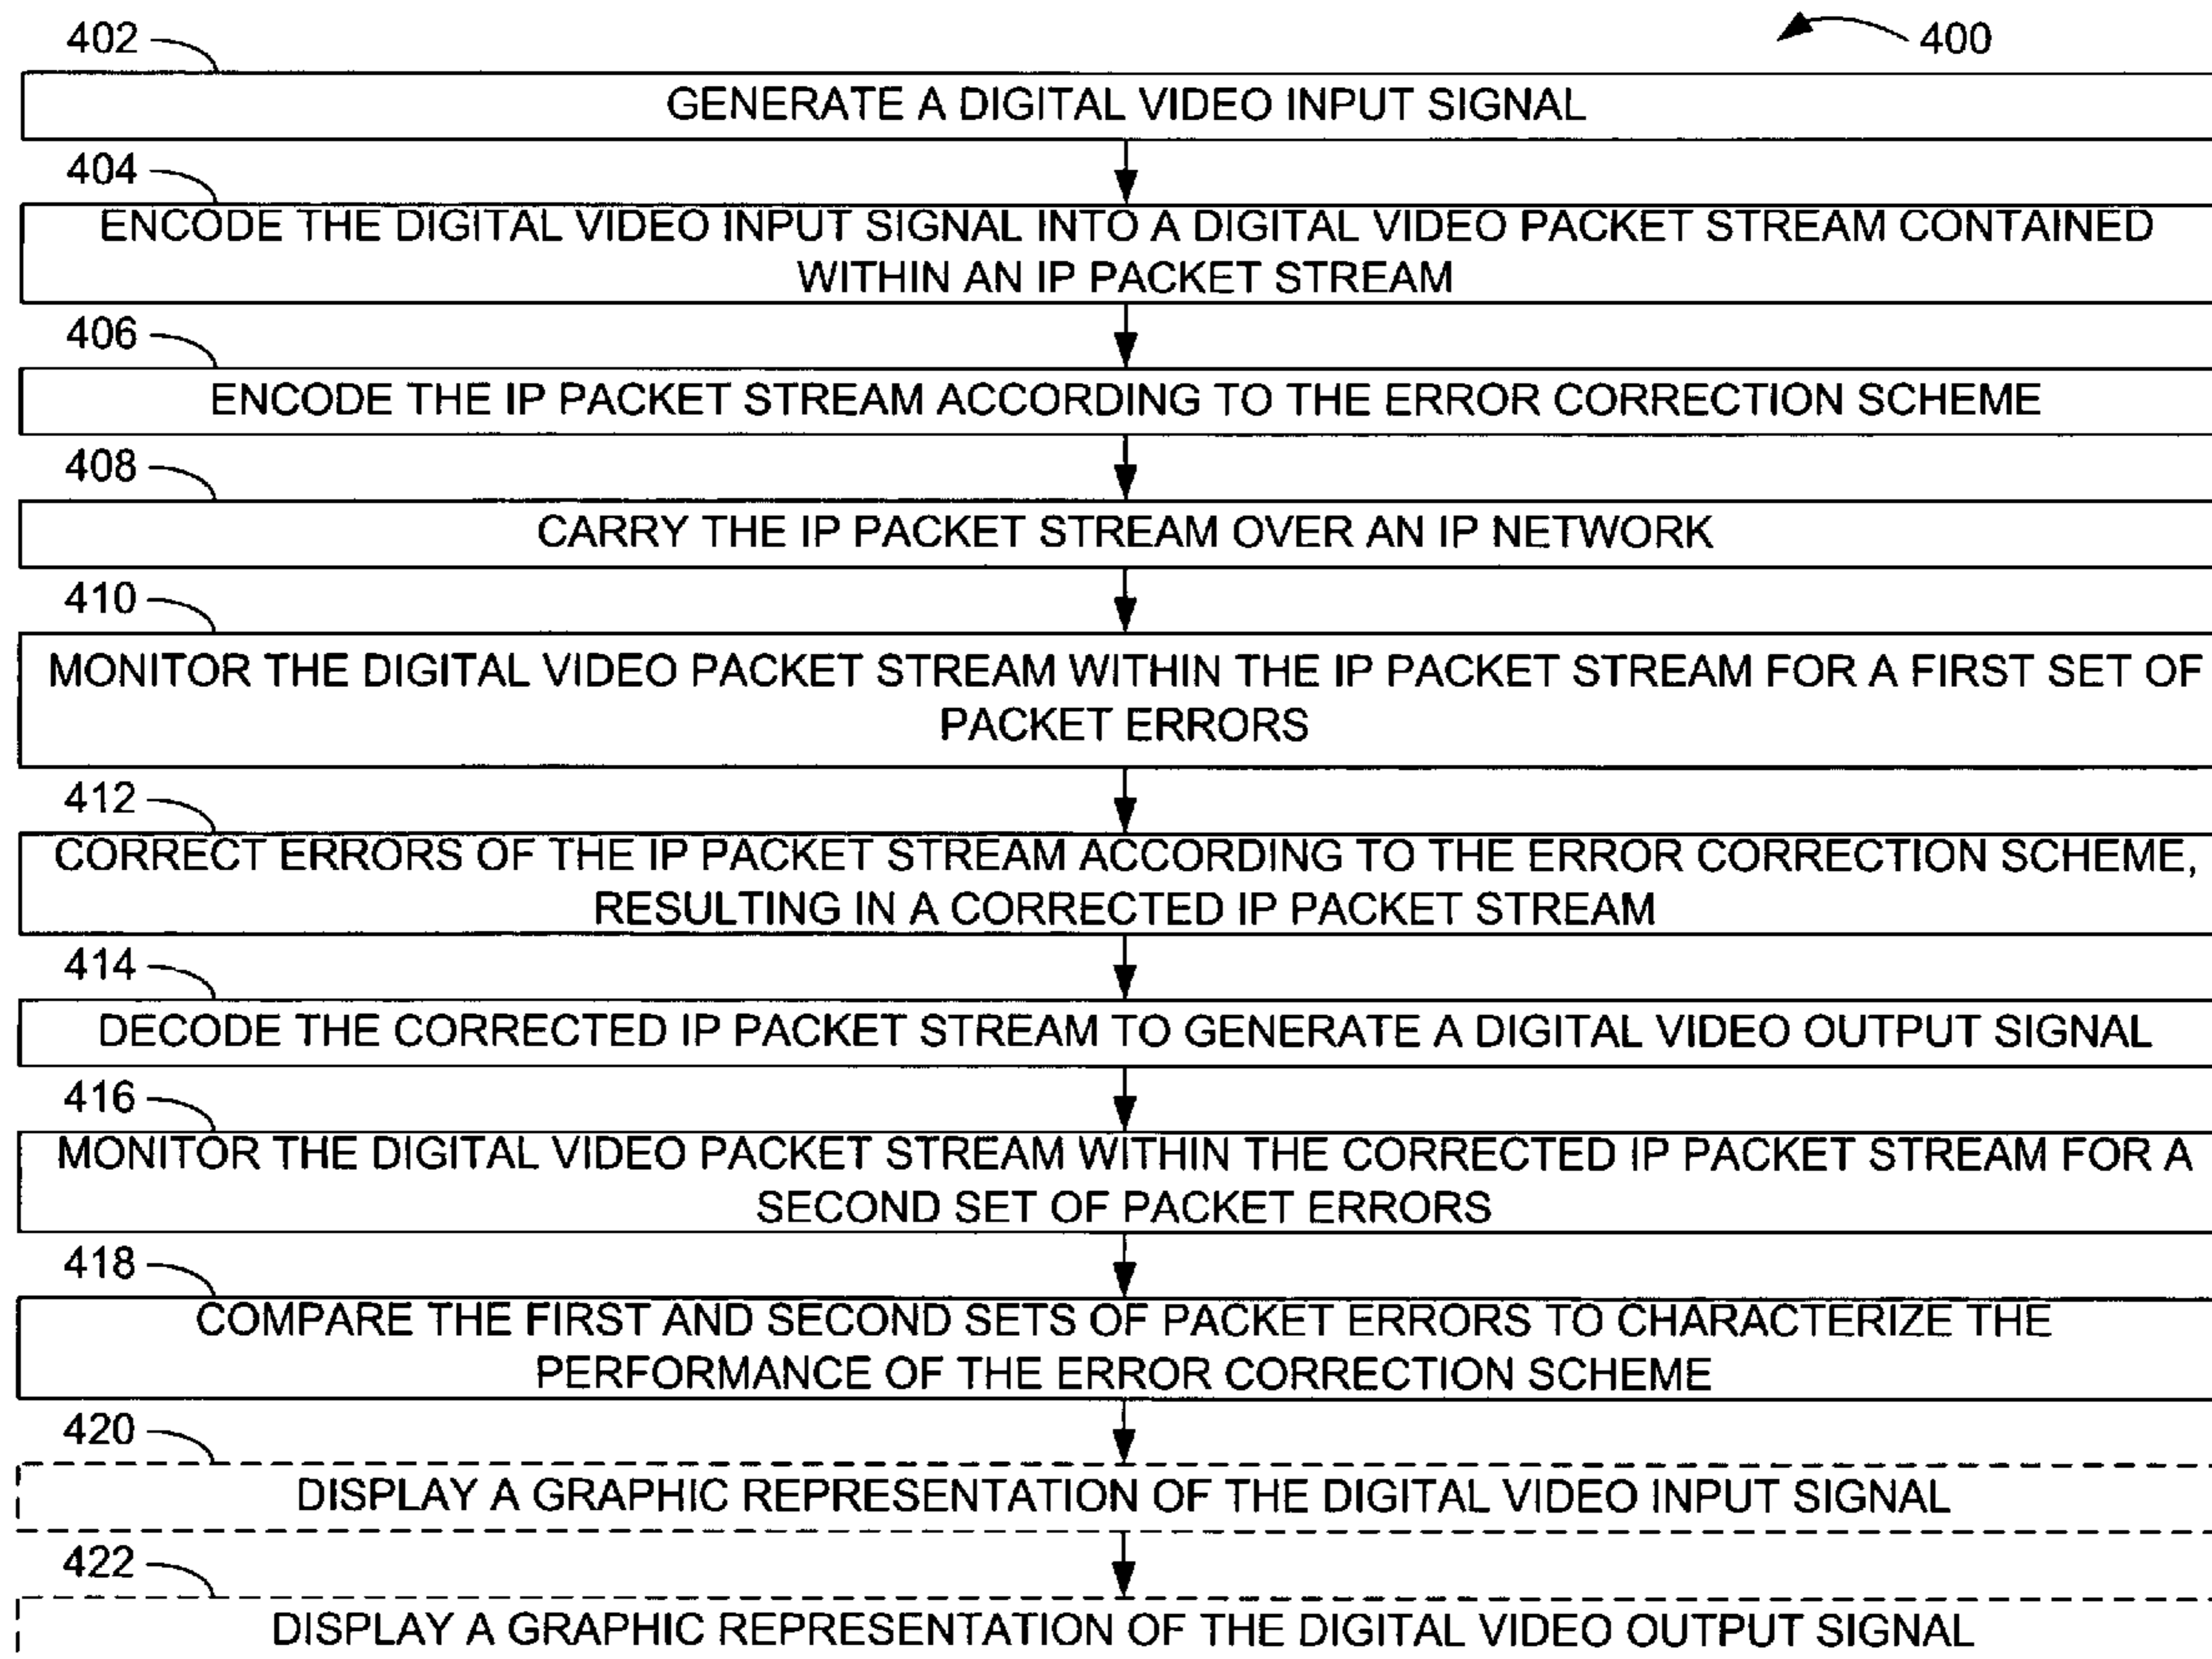 402
400
GENERATE A DIGITAL VIDEO INPUT SIGNAL
404
ENCODE THE DIGITAL VIDEO INPUT SIGNAL INTO A DIGITAL VIDEO PACKET STREAM CONTAINED
WITHIN AN IP PACKET STREAM
406
ENCODE THE IP PACKET STREAM ACCORDING TO THE ERROR CORRECTION SCHEME
408
CARRY THE IP PACKET STREAM OVER AN IP NETWORK
410
MONITOR THE DIGITAL VIDEO PACKET STREAM WITHIN THE IP PACKET STREAM FOR A FIRST SET OF
PACKET ERRORS
412
CORRECT ERRORS OF THE IP PACKET STREAM ACCORDING TO THE ERROR CORRECTION SCHEME,
RESULTING IN A CORRECTED IP PACKET STREAM
414
DECODE THE CORRECTED IP PACKET STREAM TO GENERATE A DIGITAL VIDEO OUTPUT SIGNAL
416
MONITOR THE DIGITAL VIDEO PACKET STREAM WITHIN THE CORRECTED IP PACKET STREAM FOR A
SECOND SET OF PACKET ERRORS
418
COMPARE THE FIRST AND SECOND SETS OF PACKET ERRORS TO CHARACTERIZE THE
PERFORMANCE OF THE ERROR CORRECTION SCHEME
420
DISPLAY A GRAPHIC REPRESENTATION OF THE DIGITAL VIDEO INPUT SIGNAL
422
DISPLAY A GRAPHIC REPRESENTATION OF THE DIGITAL VIDEO OUTPUT SIGNAL